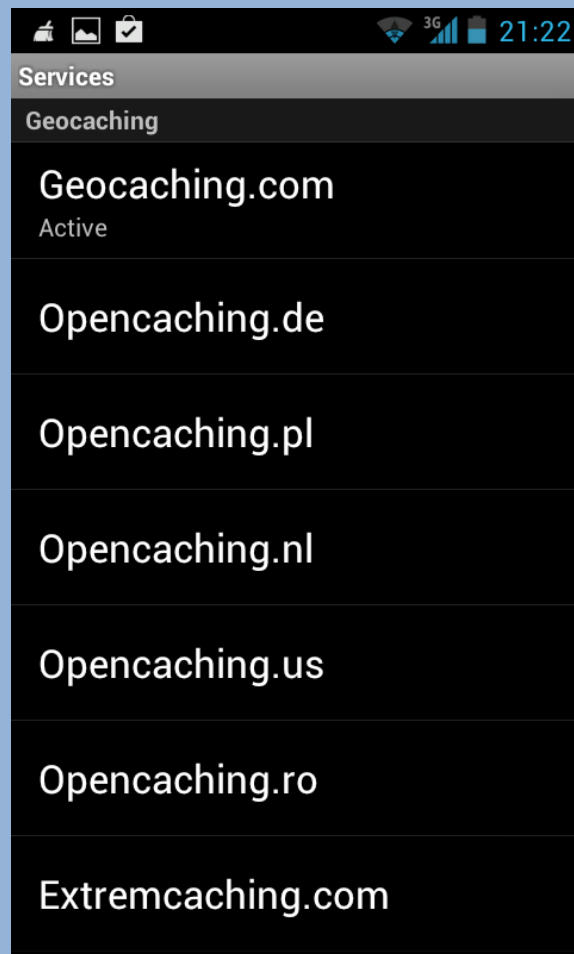 3G 21:22
Services
Geocaching
Geocaching.com
Active
Opencaching.de
Opencaching.pl
Opencaching.nl
Opencaching.us
Opencaching.ro
Extremcaching.com